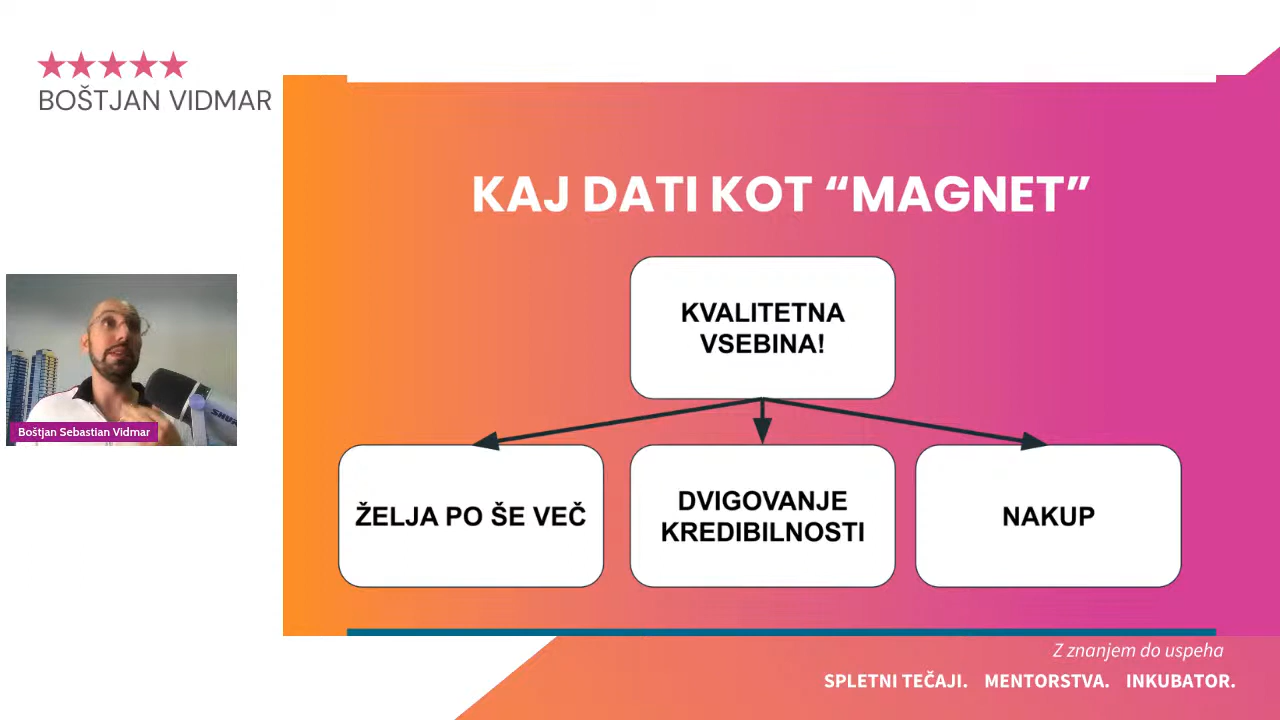 ★★★★★
BOŠTJAN VIDMAR
KAJ DATI KOT “MAGNET”
KVALITETNA
VSEBINA!
ŽELJA PO ŠE VEČ
DVIGOVANJE
KREDIBILNOSTI
NAKUP
SHURE
Boštjan Sebastian Vidmar
Z znanjem do uspeha
SPLETNI TEČAJI. MENTORSTVA. INKUBATOR.